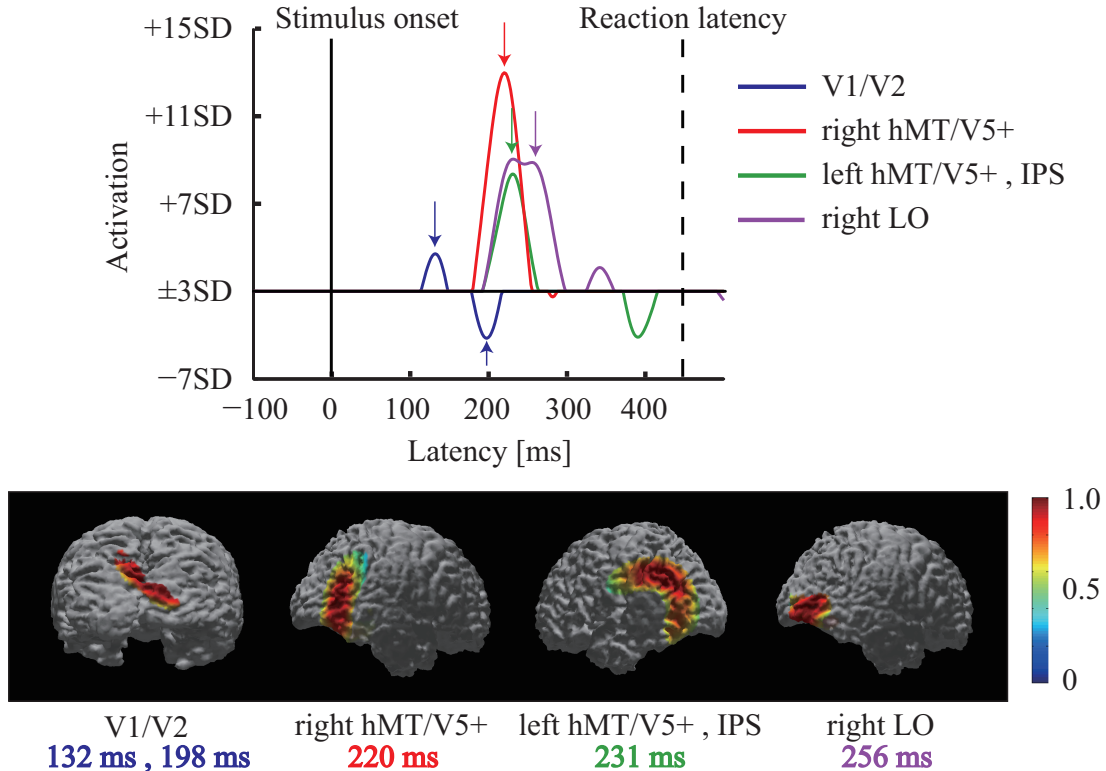 Stimulus onset
Reaction latency
+15SD
+11SD
+7SD
±3SD
−7SD
Activation
−100
0
100
200
300
400
Latency [ms]
V1/V2
right hMT/V5+
left hMT/V5+ , IPS
right LO
1.0
0.5
0
V1/V2
132 ms , 198 ms
right hMT/V5+
220 ms
left hMT/V5+ , IPS
231 ms
right LO
256 ms